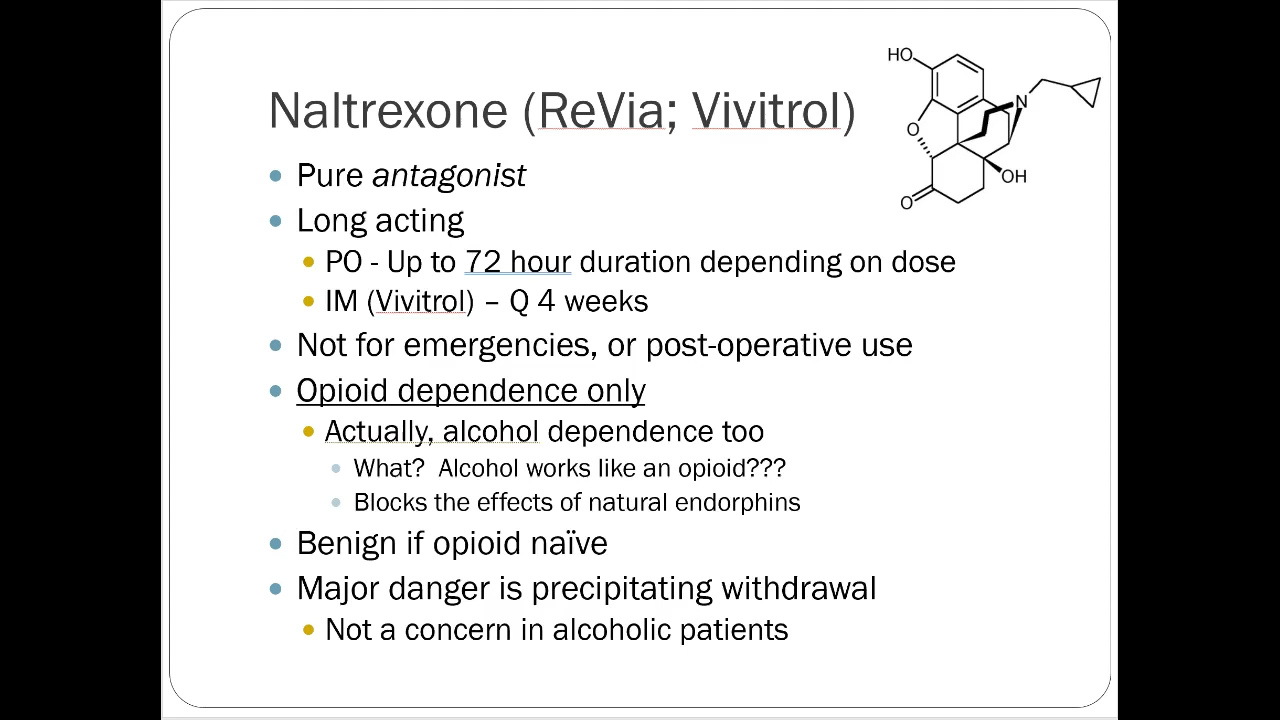 Naltrexone (ReVia; Vivitrol)
HO
N
O
OH
O
Pure antagonist
Long acting
PO - Up to 72 hour duration depending on dose
IM (Vivitrol) – Q 4 weeks
Not for emergencies, or post-operative use
Opioid dependence only
Actually, alcohol dependence too
What?  Alcohol works like an opioid???
Blocks the effects of natural endorphins
Benign if opioid naïve
Major danger is precipitating withdrawal
Not a concern in alcoholic patients